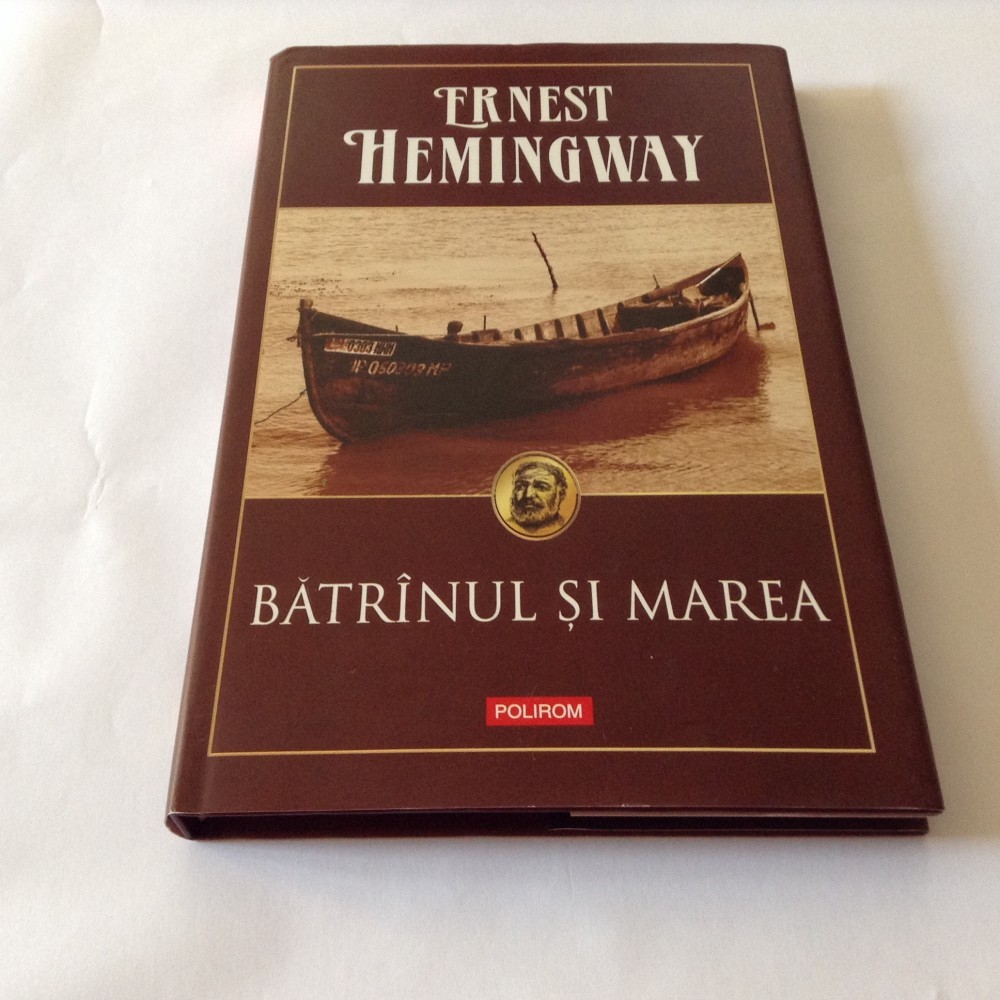 ERNEST
HEMINGWAY
BĂTRÎNUL ȘI MAREA
POLIROM